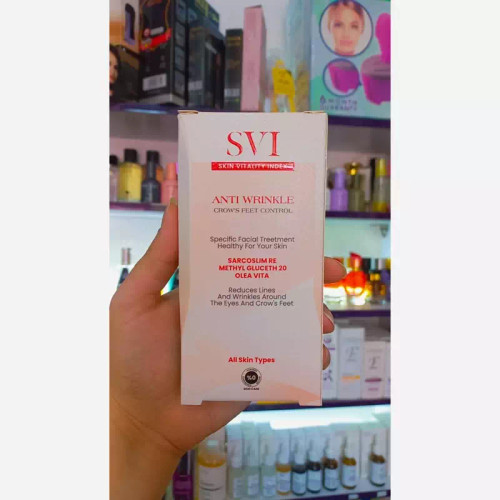 SVI
SKIN VITALITY INDEX
ANTI WRINKLE
CROW'S FEET CONTROL
Specific Facial Treatment
Healthy For Your Skin
SARCOSLIM RE
METHYL GLUCETH 20
OLEA VITA
Reduces Lines
And Wrinkles Around
The Eyes And Crow's Feet
All Skin Types